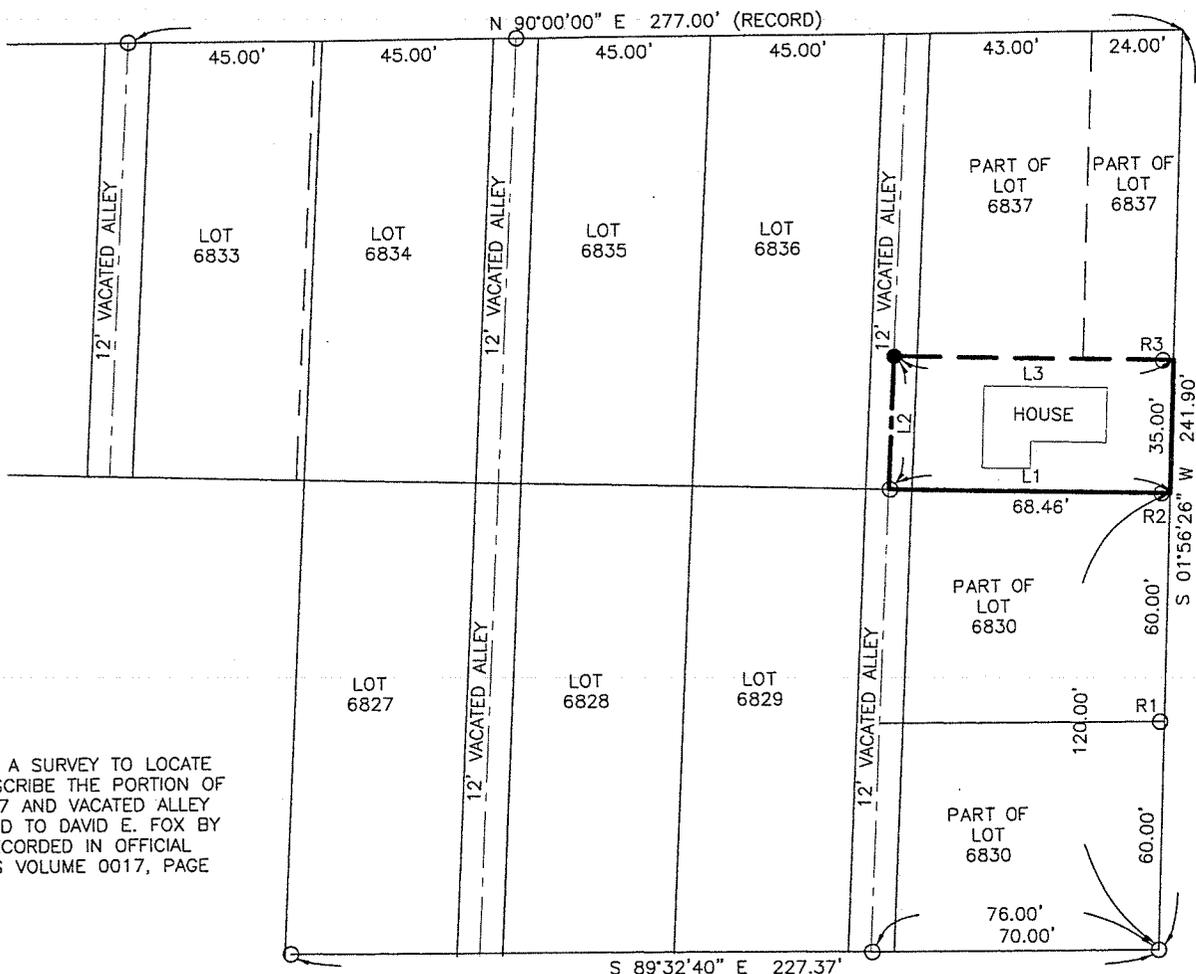 N 90°00'00" E 277.00' (RECORD)
45.00'
45.00'
45.00'
45.00'
43.00'
24.00'
12' VACATED ALLEY
LOT
6833
LOT
6834
12' VACATED ALLEY
LOT
6835
LOT
6836
12' VACATED ALLEY
PART OF
LOT
6837
PART OF
LOT
6837
R3
L3
HOUSE
L2
35.00'
L1
68.46'
R2
S 01°56'26" W 241.90'
PART OF
LOT
6830
60.00'
LOT
6827
12' VACATED ALLEY
LOT
6828
LOT
6829
12' VACATED ALLEY
R1
120.00'
PART OF
LOT
6830
60.00'
76.00'
70.00'
S 89°32'40" E 227.37'
A SURVEY TO LOCATE
SCRIBE THE PORTION OF
7 AND VACATED ALLEY
D TO DAVID E. FOX BY
CORDED IN OFFICIAL
S VOLUME 0017, PAGE